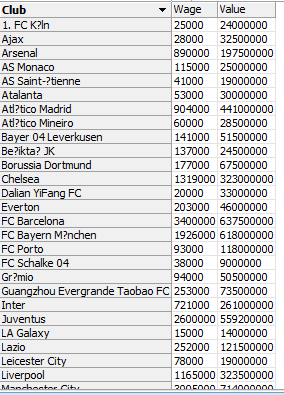 Club Wage Value
1. FC K?ln 25000 24000000
Ajax 28000 32500000
Arsenal 890000 197500000
AS Monaco 115000 25000000
AS Saint-?tienne 41000 19000000
Atalanta 53000 30000000
Atl?tico Madrid 904000 441000000
Atl?tico Mineiro 60000 28500000
Bayer 04 Leverkusen 141000 51500000
Be?ikta? JK 137000 24500000
Borussia Dortmund 177000 67500000
Chelsea 1319000 323000000
Dalian YiFang FC 20000 33000000
Everton 203000 46000000
FC Barcelona 3400000 637500000
FC Bayern M?nchen 1926000 618000000
FC Porto 93000 118000000
FC Schalke 04 38000 9000000
Gr?mio 94000 50500000
Guangzhou Evergrande Taobao FC 253000 73500000
Inter 721000 261000000
Juventus 2600000 559200000
LA Galaxy 15000 14000000
Lazio 252000 121500000
Leicester City 78000 19000000
Liverpool 1165000 323500000
Manchester City 3095000 714000000